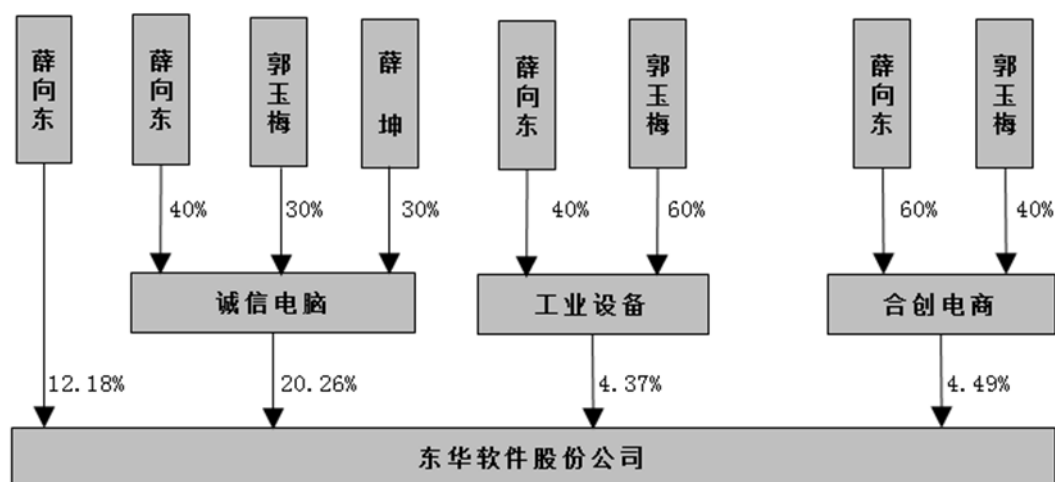 薛向东
薛向东
郭玉梅
薛 坤
薛向东
郭玉梅
薛向东
郭玉梅
40%
30%
30%
40%
60%
60%
40%
诚信电脑
工业设备
合创电商
12.18%
20.26%
4.37%
4.49%
东华软件股份公司